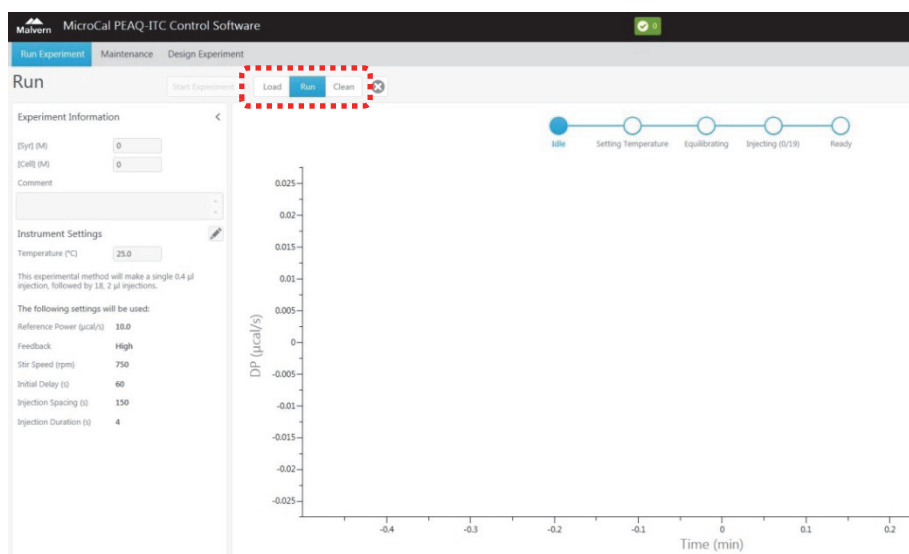 Malvern MicroCal PEAQ-ITC Control Software
0
Run Experiment Maintenance Design Experiment
Run
Start Experiment Load Run Clean
Experiment Information
[Syr] (M) 0
[Cell] (M) 0
Comment
Instrument Settings
Temperature (°C) 25.0
This experimental method will make a single 0.4 µl
injection, followed by 18, 2 µl injections.
The following settings will be used:
Reference Power (µcal/s) 10.0
Feedback High
Stir Speed (rpm) 750
Initial Delay (s) 60
Injection Spacing (s) 150
Injection Duration (s) 4
Idle Setting Temperature Equilibrating Injecting (0/19) Ready
DP (µcal/s)
0.025
0.02
0.015
0.01
0.005
0
-0.005
-0.01
-0.015
-0.02
-0.025
-0.4 -0.3 -0.2 -0.1 0 0.1 0.2
Time (min)